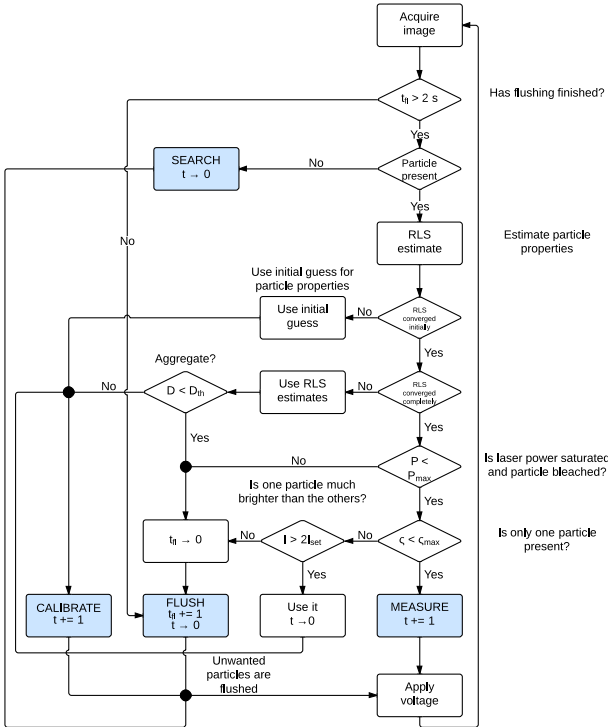 Acquire
image
t_fl > 2 s
Has flushing finished?
Yes
SEARCH
t → 0
No
Particle
present
Yes
No
RLS
estimate
Estimate particle
properties
Use initial guess for
particle properties
Use initial
guess
No
RLS
converged
initially
Yes
Aggregate?
No
D < D_th
Use RLS
estimates
No
RLS
converged
completely
Yes
Yes
No
P <
P_max
Is laser power saturated
and particle bleached?
Is one particle much
brighter than the others?
Yes
t_fl → 0
No
I > 2I_set
No
ς < ς_max
Is only one particle
present?
Yes
Yes
CALIBRATE
t += 1
FLUSH
t_fl += 1
t → 0
Use it
t →0
MEASURE
t += 1
Unwanted
particles are
flushed
Apply
voltage